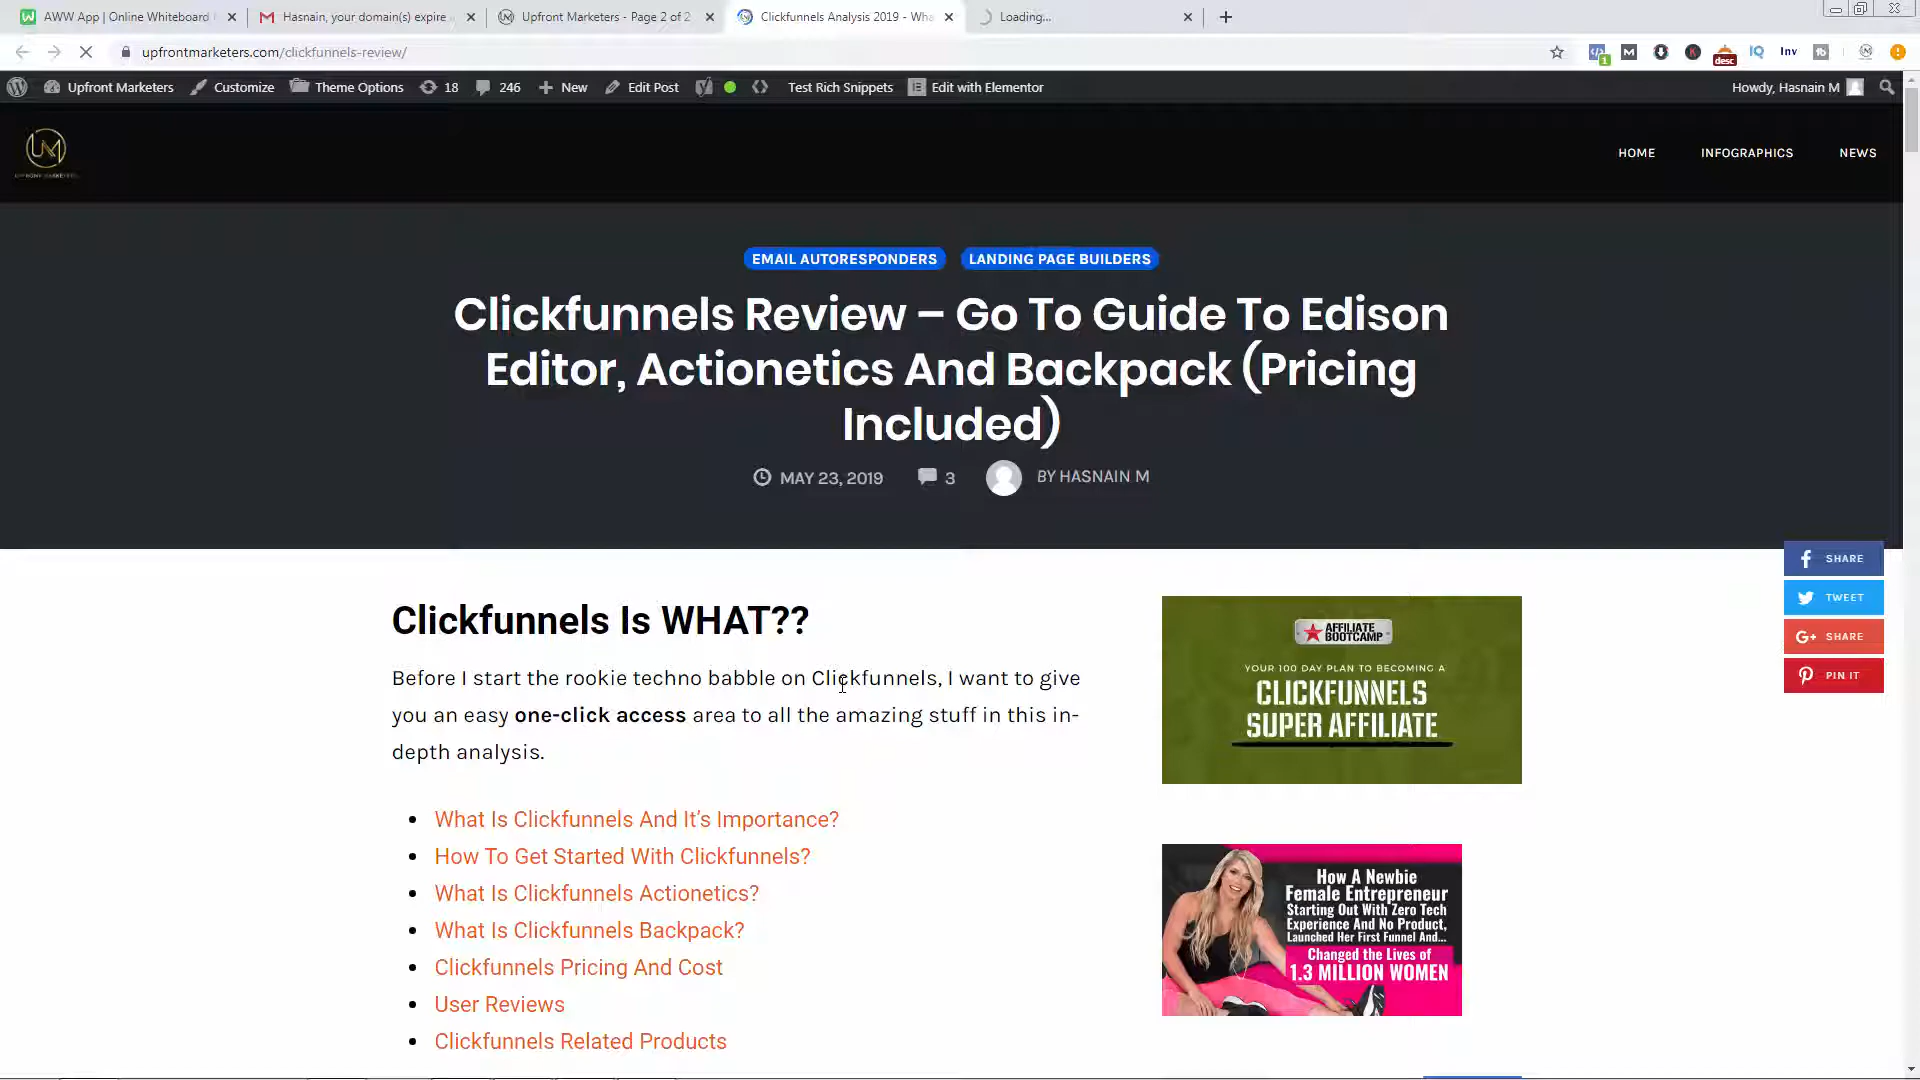 AWW App | Online Whiteboard
Hasnain, your domain(s) expire
Upfront Marketers - Page 2 of 2
Clickfunnels Analysis 2019 - Wha
Loading...
upfrontmarketers.com/clickfunnels-review/
1
desc
IQ
Inv
Upfront Marketers
Customize
Theme Options
18
246
New
Edit Post
Test Rich Snippets
Edit with Elementor
Howdy, Hasnain M
HOME
INFOGRAPHICS
NEWS
EMAIL AUTORESPONDERS
LANDING PAGE BUILDERS
Clickfunnels Review – Go To Guide To Edison
Editor, Actionetics And Backpack (Pricing
Included)
MAY 23, 2019
3
BY HASNAIN M
SHARE
TWEET
G+ SHARE
PIN IT
Clickfunnels Is WHAT??
Before I start the rookie techno babble on Clickfunnels, I want to give
you an easy one-click access area to all the amazing stuff in this in-
depth analysis.
What Is Clickfunnels And It’s Importance?
How To Get Started With Clickfunnels?
What Is Clickfunnels Actionetics?
What Is Clickfunnels Backpack?
Clickfunnels Pricing And Cost
User Reviews
Clickfunnels Related Products
AFFILIATE
BOOTCAMP
YOUR 100 DAY PLAN TO BECOMING A
CLICKFUNNELS
SUPER AFFILIATE
How A Newbie
Female Entrepreneur
Starting Out With Zero Tech
Experience And No Product,
Launched Her First Funnel And...
Changed the Lives of
1.3 MILLION WOMEN